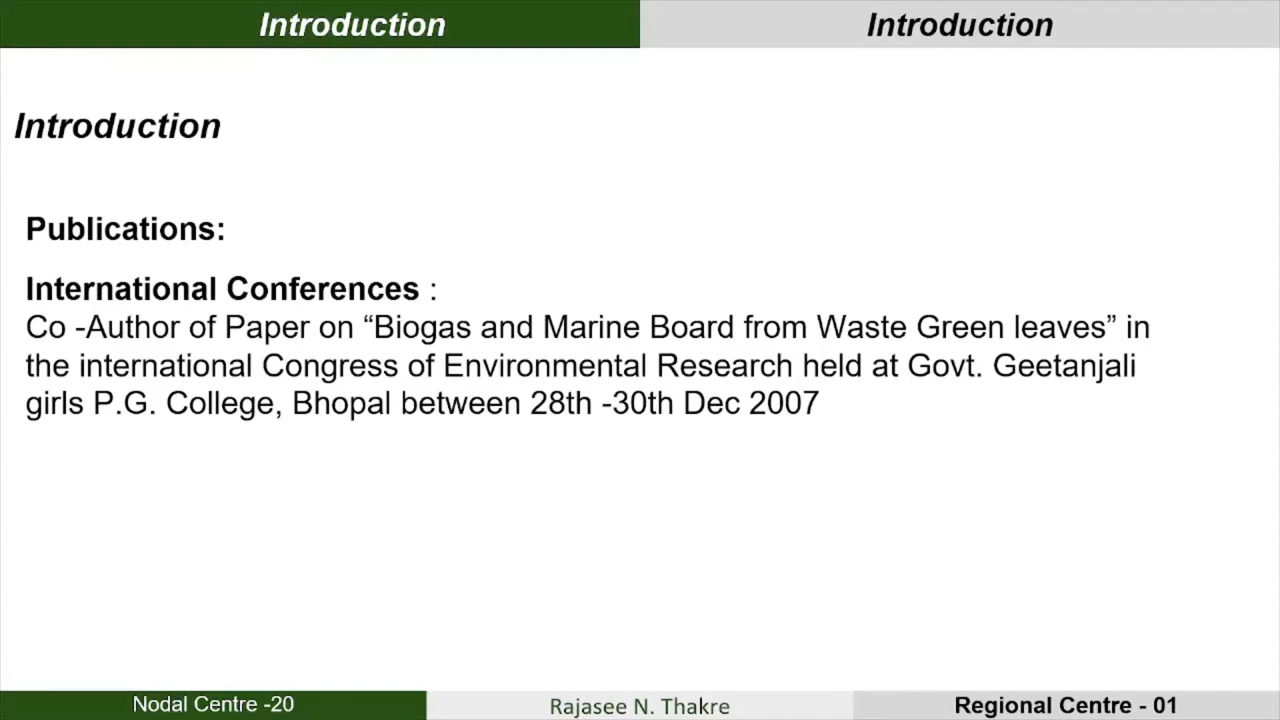 Introduction
Introduction
Introduction
Publications:
International Conferences :
Co -Author of Paper on “Biogas and Marine Board from Waste Green leaves” in
the international Congress of Environmental Research held at Govt. Geetanjali
girls P.G. College, Bhopal between 28th -30th Dec 2007
Nodal Centre -20
Rajasee N. Thakre
Regional Centre - 01